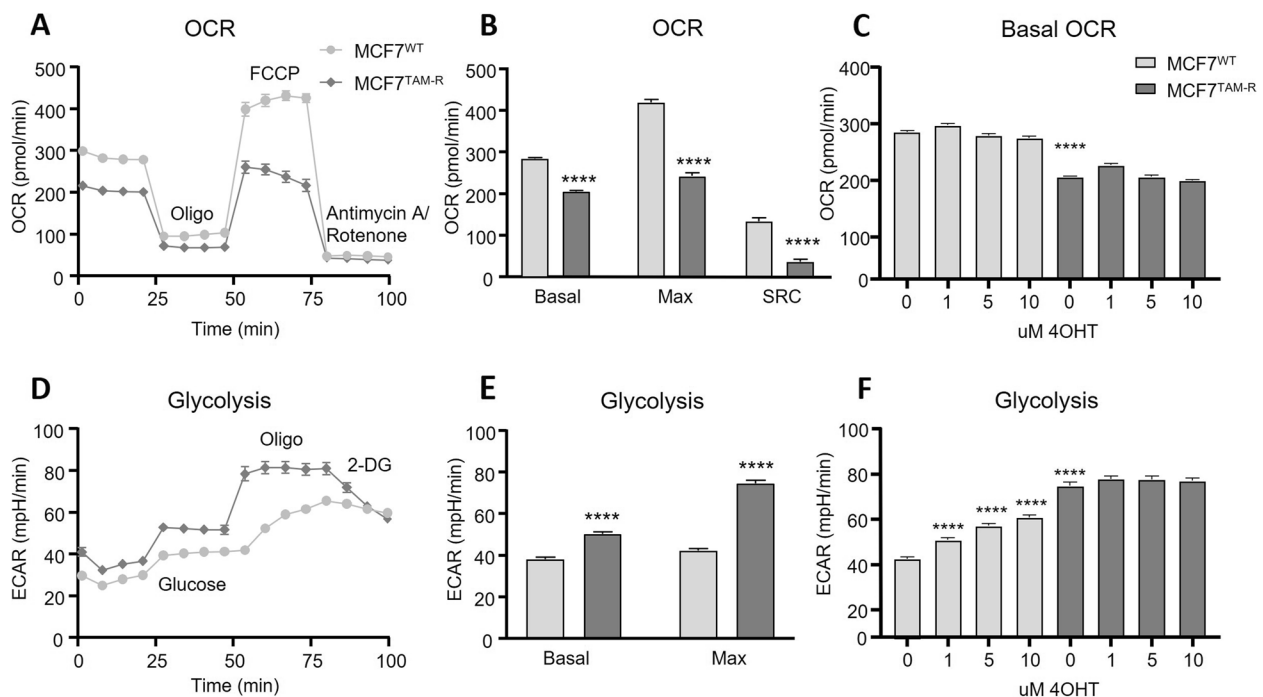 A
OCR
MCF7WT
MCF7TAM-R
FCCP
Oligo
Antimycin A/
Rotenone
OCR (pmol/min)
500
400
300
200
100
0
0 25 50 75 100
Time (min)
B
OCR
OCR (pmol/min)
500
400
300
200
100
0
****
****
****
Basal Max SRC
C
Basal OCR
MCF7WT
MCF7TAM-R
OCR (pmol/min)
400
300
200
100
0
****
0 1 5 10 0 1 5 10
uM 4OHT
D
Glycolysis
Oligo
2-DG
Glucose
ECAR (mpH/min)
100
80
60
40
20
0
0 25 50 75 100
Time (min)
E
Glycolysis
ECAR (mpH/min)
100
80
60
40
20
0
****
****
Basal Max
F
Glycolysis
ECAR (mpH/min)
100
80
60
40
20
0
**** **** **** ****
0 1 5 10 0 1 5 10
uM 4OHT